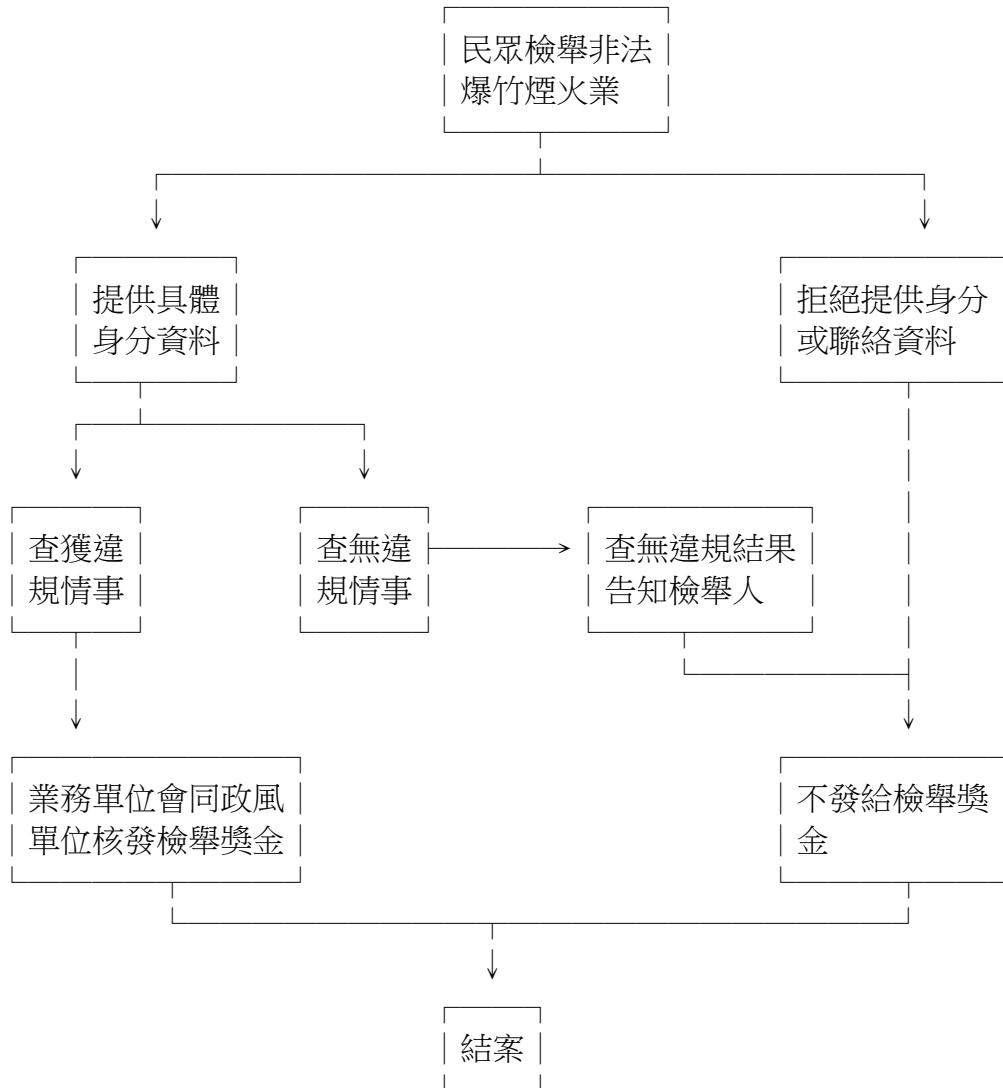 民眾檢舉非法
爆竹煙火業
提供具體
身分資料
拒絕提供身分
或聯絡資料
查獲違
規情事
查無違
規情事
查無違規結果
告知檢舉人
業務單位會同政風
單位核發檢舉獎金
不發給檢舉獎
金
結案